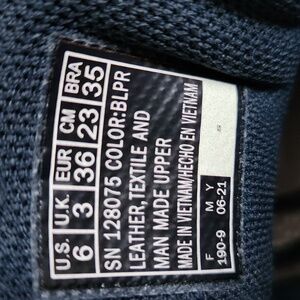 U.S. U.K. EUR CM BRA
6 3 36 23 35
SN 128075 COLOR:BLPR
LEATHER,TEXTILE AND
MAN MADE UPPER
MADE IN VIETNAM/HECHO EN VIETNAM
F M Y
190-9 06-21